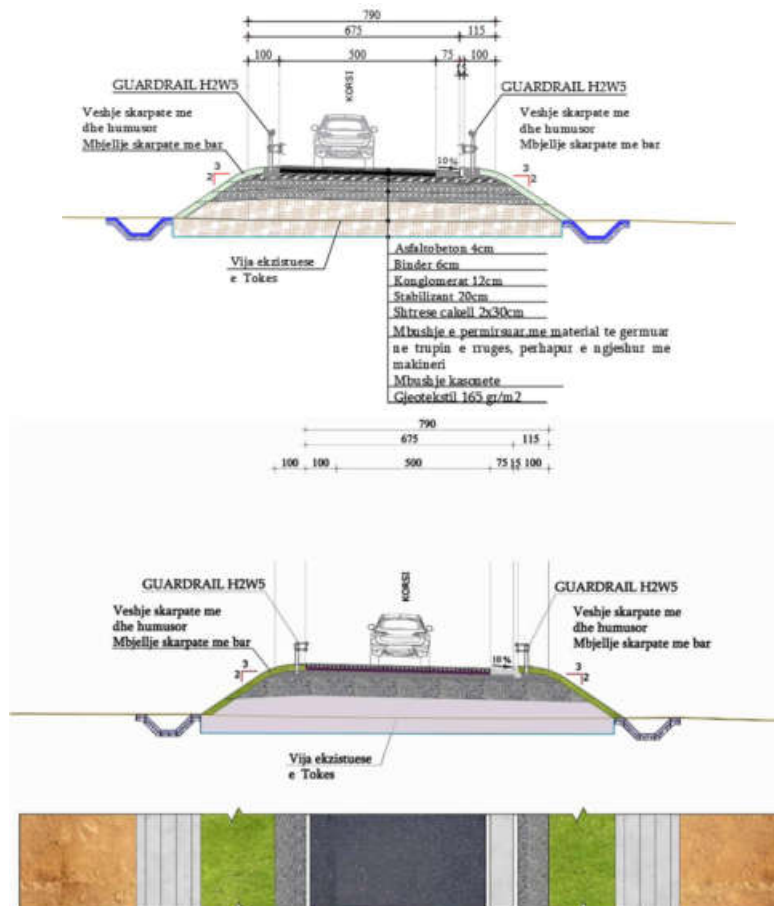 790
675 115
100 500 75 15 100
KORSI
GUARDRAIL H2W5 GUARDRAIL H2W5
Veshje skarpate me Veshje skarpate me
dhe humusor dhe humusor
Mbjellje skarpate me bar Mbjellje skarpate me bar
10 %
3 3
2 2
Vija ekzistuese
e Tokes
Asfaltobeton 4cm
Binder 6cm
Konglomerat 12cm
Stabilizant 20cm
Shtrese cakell 2x30cm
Mbushje e permirsuar,me material te germuar
ne trupin e rruges, perhapur e ngjeshur me
makineri
Mbushje kasonete
Gjeotekstil 165 gr/m2
790
675 115
100 100 500 75 15 100
KORSI
GUARDRAIL H2W5 GUARDRAIL H2W5
Veshje skarpate me Veshje skarpate me
dhe humusor dhe humusor
Mbjellje skarpate me bar Mbjellje skarpate me bar
10 %
3 3
2 2
Vija ekzistuese
e Tokes